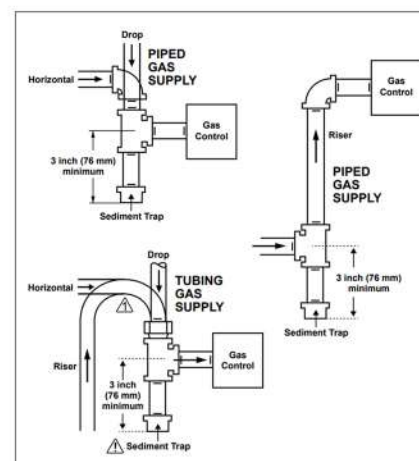 Drop
PIPED
GAS
SUPPLY
Horizontal
Gas
Control
3 inch (76 mm)
minimum
Sediment Trap
Gas
Control
Riser
PIPED
GAS
SUPPLY
3 inch (76 mm)
minimum
Sediment Trap
Drop
TUBING
GAS
SUPPLY
Horizontal
Riser
Gas
Control
3 inch
(76 mm)
minimum
Sediment Trap